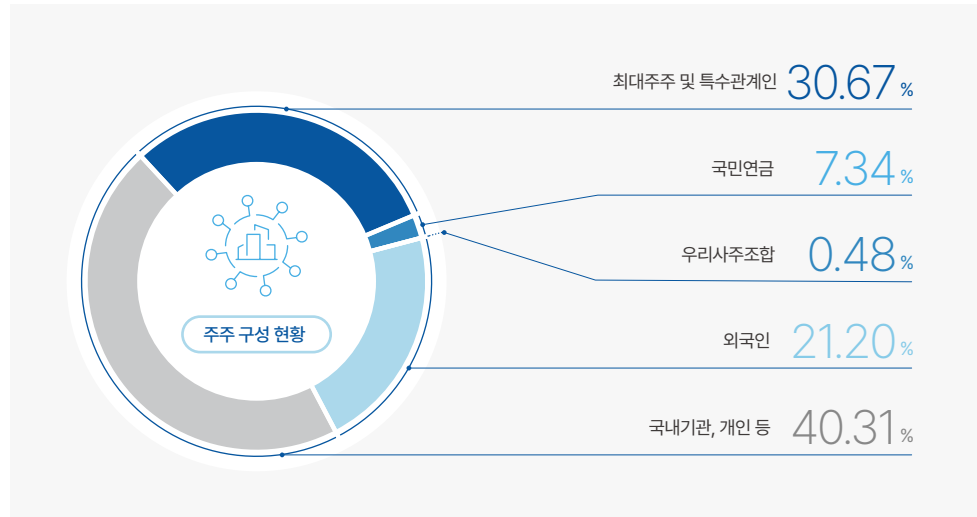 최대주주 및 특수관계인 30.67 %
국민연금 7.34 %
우리사주조합 0.48 %
주주 구성 현황
외국인 21.20 %
국내기관, 개인 등 40.31 %